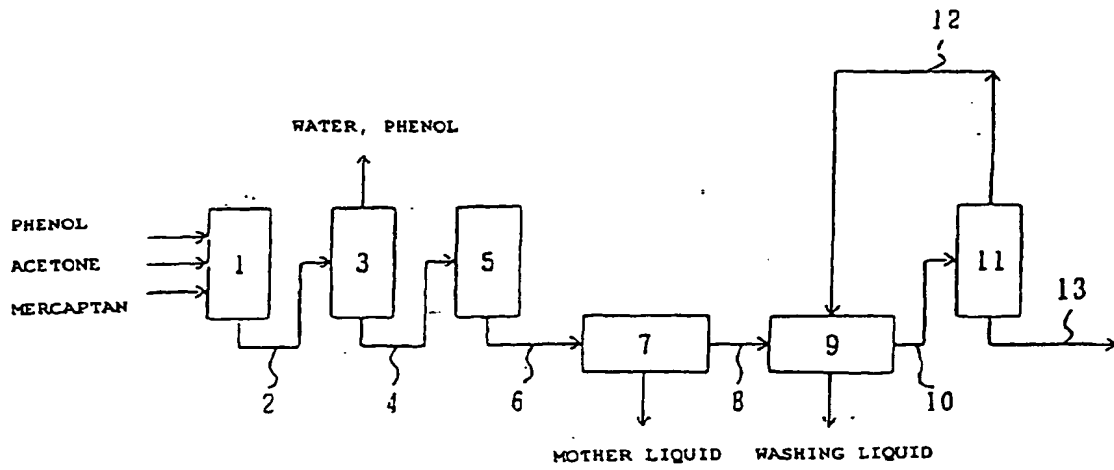 12
WATER, PHENOL
PHENOL
ACETONE
MERCAPTAN
1
3
5
11
13
7
9
2
4
6
8
10
MOTHER LIQUID
WASHING LIQUID